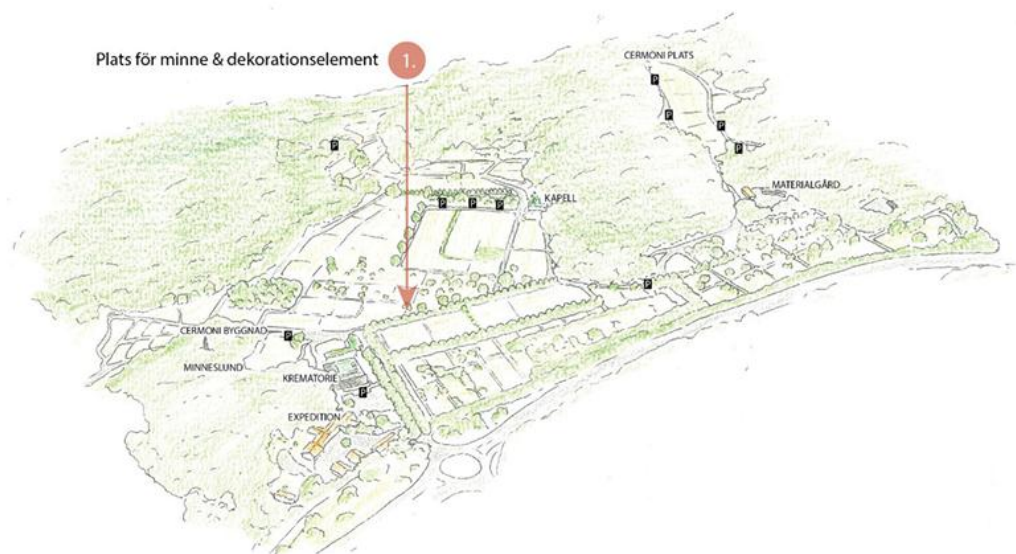 Plats för minne & dekorationselement
1.
CERMONI PLATS
P
P
P
P
P
MATERIALGÅRD
KAPELL
P
P
P
P
CERMONI BYGGNAD
P
MINNESLUND
KREMATORIE
P
EXPEDITION